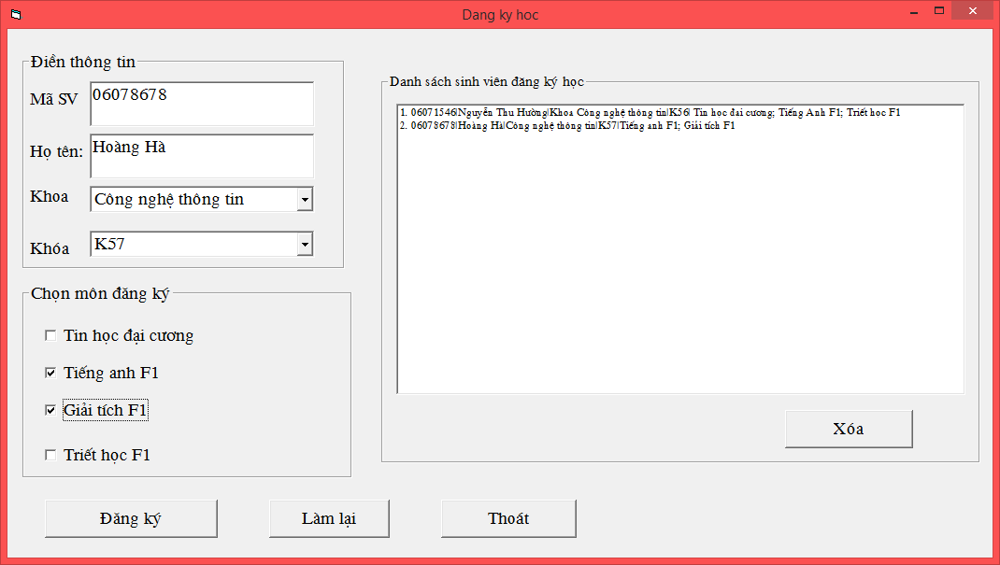 Dang ky hoc
Điền thông tin
Mã SV
06078678
Họ tên:
Hoàng Hà
Khoa
Công nghệ thông tin
Khóa
K57
Chọn môn đăng ký
Tin học đại cương
Tiếng anh F1
Giải tích F1
Triết học F1
Danh sách sinh viên đăng ký học
1. 06071546|Nguyễn Thu Hường|Khoa Công nghệ thông tin|K56| Tin học đai cương; Tiếng Anh F1; Triết học F1
2. 06078678|Hoàng Hà|Công nghệ thông tin|K57|Tiếng anh F1; Giải tích F1
Xóa
Đăng ký
Làm lại
Thoát